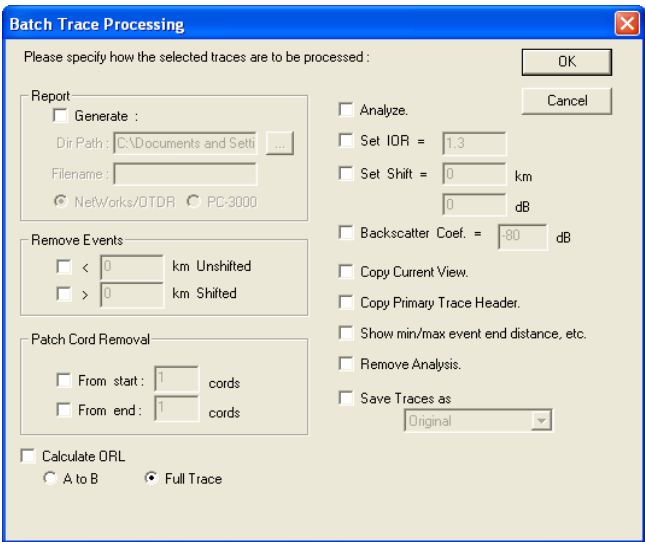 Batch Trace Processing
Please specify how the selected traces are to be processed :
OK
Cancel
Report
Generate :
Dir Path : C:\Documents and Setti ...
Filename :
NetWorks/OTDR PC-3000
Remove Events
< 0 km Unshifted
> 0 km Shifted
Patch Cord Removal
From start : 1 cords
From end : 1 cords
Calculate ORL
A to B Full Trace
Analyze.
Set IOR = 1.3
Set Shift = 0 km
0 dB
Backscatter Coef. = -80 dB
Copy Current View.
Copy Primary Trace Header.
Show min/max event end distance, etc.
Remove Analysis.
Save Traces as
Original